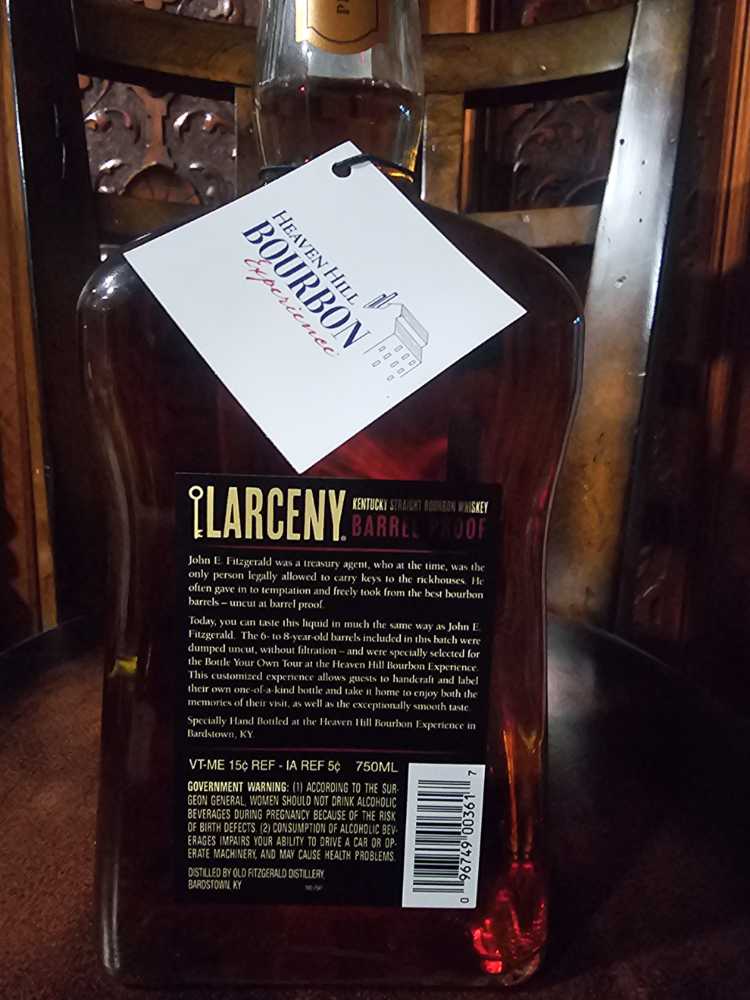 HEAVEN HILL
BOURBON
Experience
LARCENY® KENTUCKY STRAIGHT BOURBON WHISKEY
BARREL PROOF
John E. Fitzgerald was a treasury agent, who at the time, was the
only person legally allowed to carry keys to the rickhouses. He
often gave in to temptation and freely took from the best bourbon
barrels – uncut at barrel proof.
Today, you can taste this liquid in much the same way as John E.
Fitzgerald. The 6- to 8-year-old barrels included in this batch were
dumped uncut, without filtration – and were specially selected for
the Bottle Your Own Tour at the Heaven Hill Bourbon Experience.
This customized experience allows guests to handcraft and label
their own one-of-a-kind bottle and take it home to enjoy both the
memories of their visit, as well as the exceptionally smooth taste.
Specially Hand Bottled at the Heaven Hill Bourbon Experience in
Bardstown, KY.
VT-ME 15¢ REF - IA REF 5¢ 750ML
GOVERNMENT WARNING: (1) ACCORDING TO THE SUR-
GEON GENERAL, WOMEN SHOULD NOT DRINK ALCOHOLIC
BEVERAGES DURING PREGNANCY BECAUSE OF THE RISK
OF BIRTH DEFECTS. (2) CONSUMPTION OF ALCOHOLIC BEV-
ERAGES IMPAIRS YOUR ABILITY TO DRIVE A CAR OR OP-
ERATE MACHINERY, AND MAY CAUSE HEALTH PROBLEMS.
DISTILLED BY OLD FITZGERALD DISTILLERY,
BARDSTOWN, KY
0 96749 00361 7